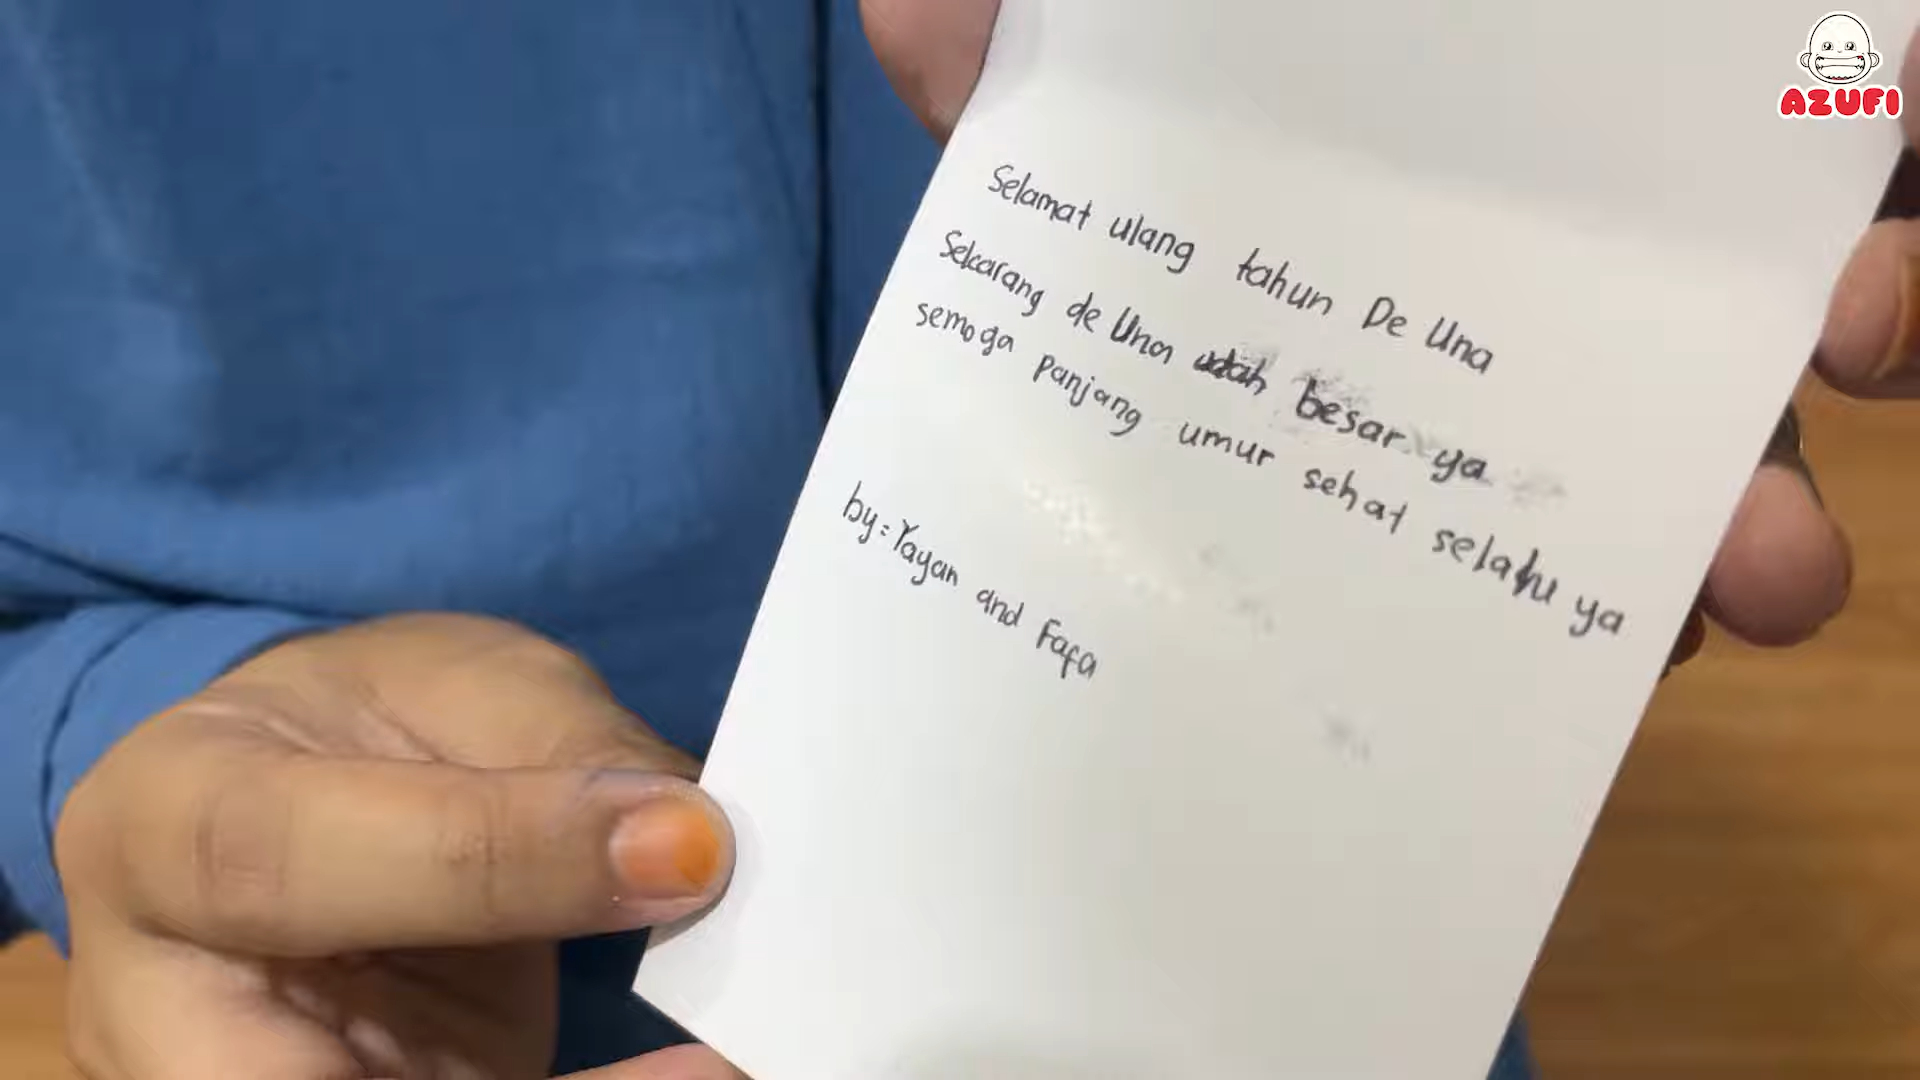 AZUFI
Selamat ulang tahun De Una
Sekarang de Una udah besar ya
semoga panjang umur sehat selalu ya
by: Yayan and Fafa